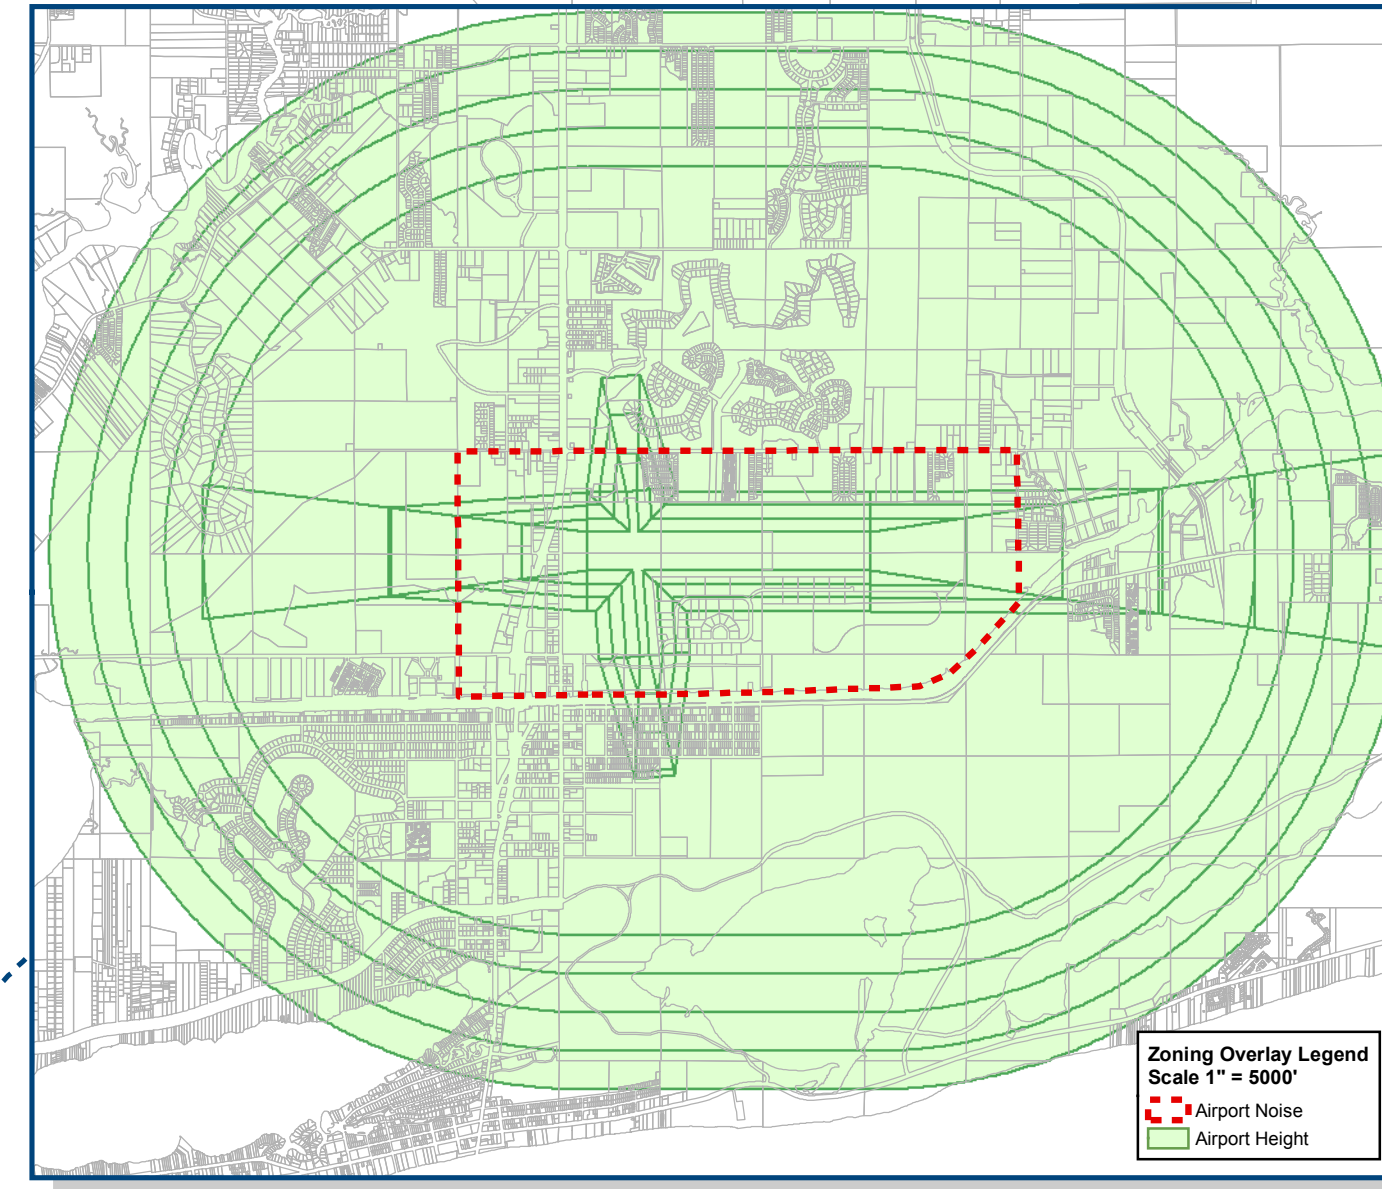 Zoning Overlay Legend
Scale 1" = 5000'
Airport Noise
Airport Height